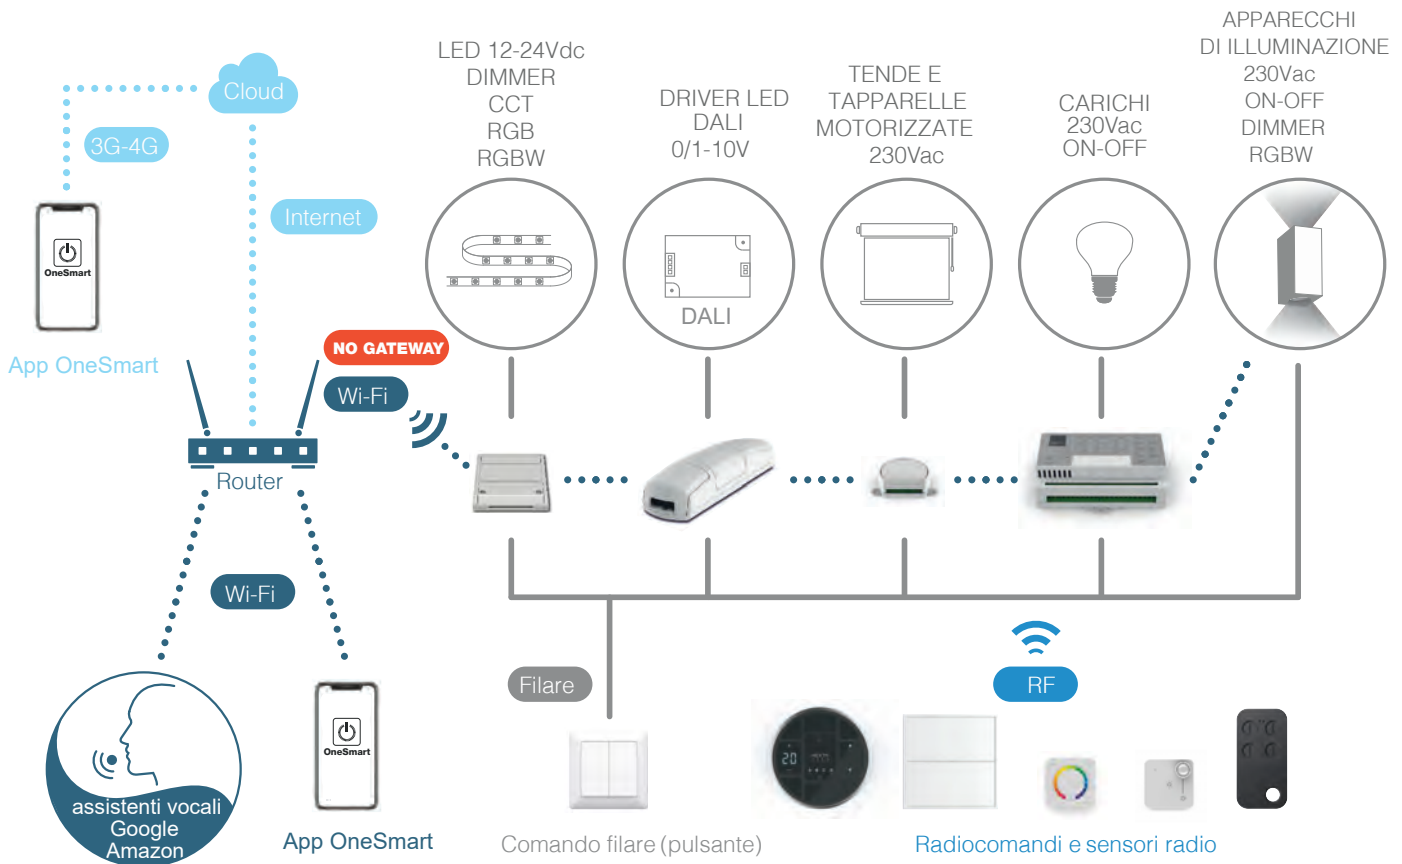 Cloud
3G-4G
Internet
OneSmart
App OneSmart
NO GATEWAY
Wi-Fi
Router
Wi-Fi
assistenti vocali
Google
Amazon
OneSmart
App OneSmart
LED 12-24Vdc
DIMMER
CCT
RGB
RGBW
DRIVER LED
DALI
0/1-10V
DALI
TENDE E
TAPPARELLE
MOTORIZZATE
230Vac
CARICHI
230Vac
ON-OFF
APPARECCHI
DI ILLUMINAZIONE
230Vac
ON-OFF
DIMMER
RGBW
Filare
Comando filare (pulsante)
RF
20
Radiocomandi e sensori radio